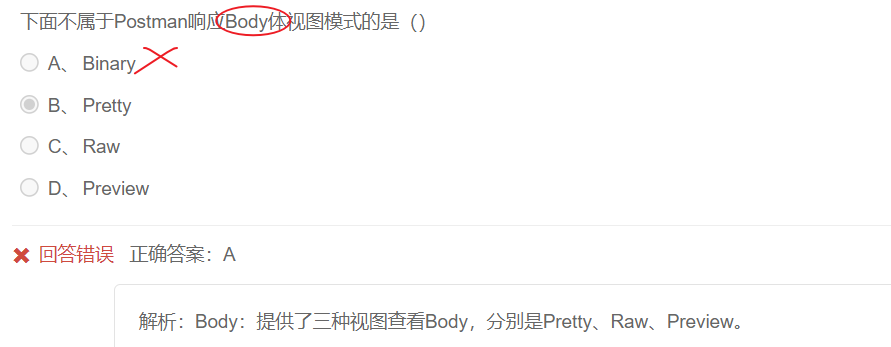 下面不属于Postman响应Body体视图模式的是（）
A、 Binary
B、 Pretty
C、 Raw
D、 Preview
回答错误 正确答案：A
解析：Body：提供了三种视图查看Body，分别是Pretty、Raw、Preview。